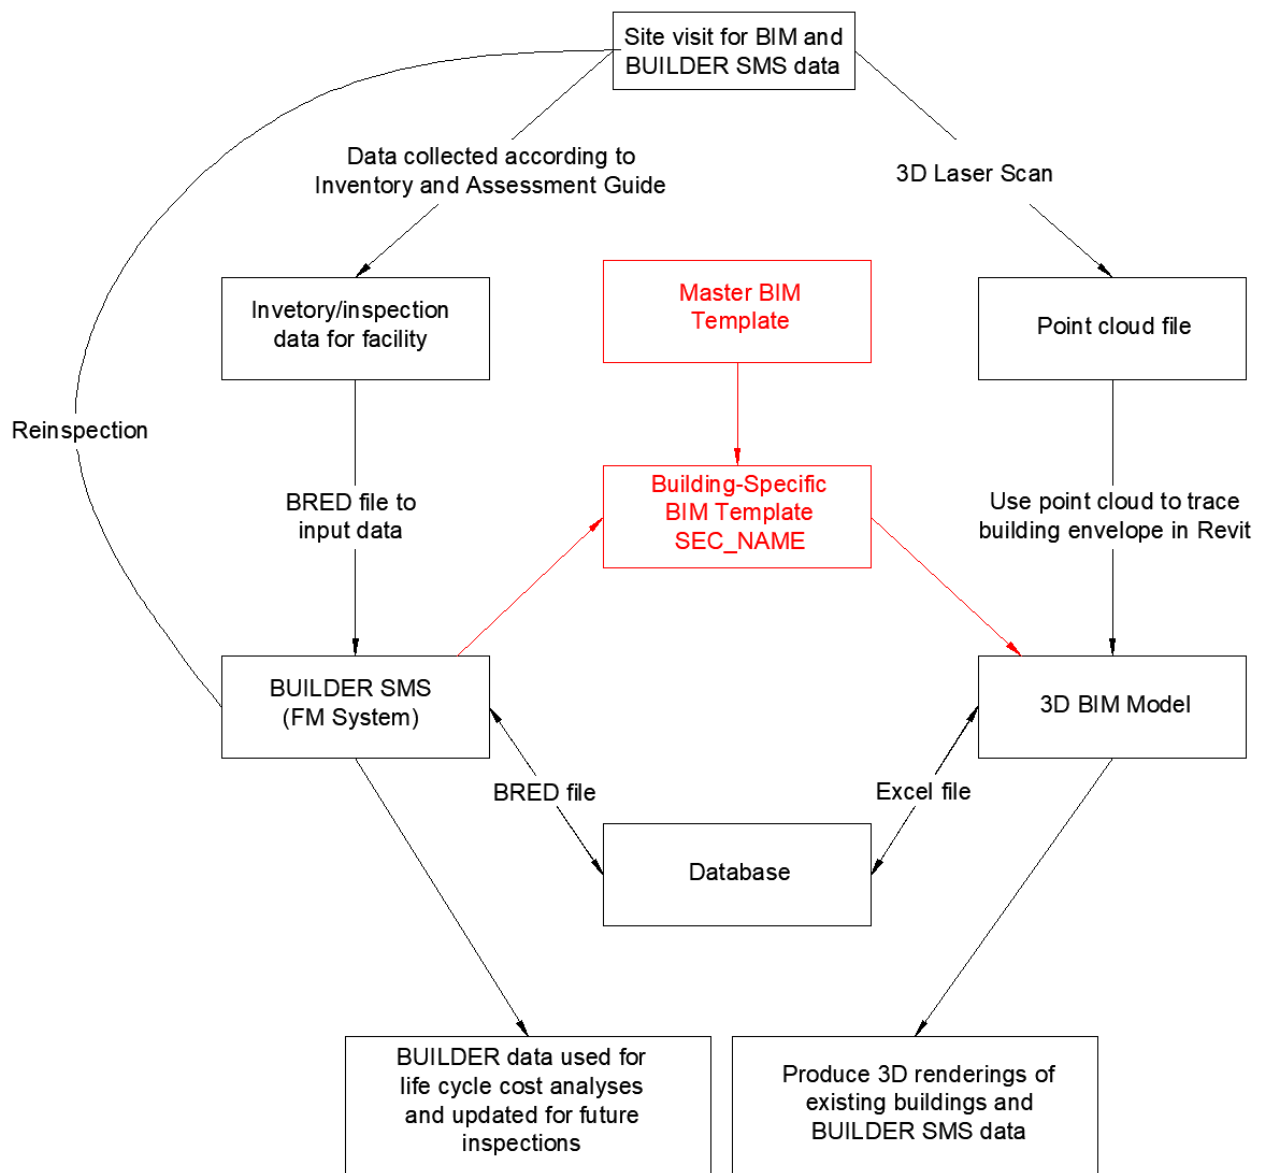 Site visit for BIM and
BUILDER SMS data
Data collected according to
Inventory and Assessment Guide
3D Laser Scan
Invetory/inspection
data for facility
Master BIM
Template
Point cloud file
Reinspection
BRED file to
input data
Building-Specific
BIM Template
SEC_NAME
Use point cloud to trace
building envelope in Revit
BUILDER SMS
(FM System)
3D BIM Model
BRED file
Excel file
Database
BUILDER data used for
life cycle cost analyses
and updated for future
inspections
Produce 3D renderings of
existing buildings and
BUILDER SMS data